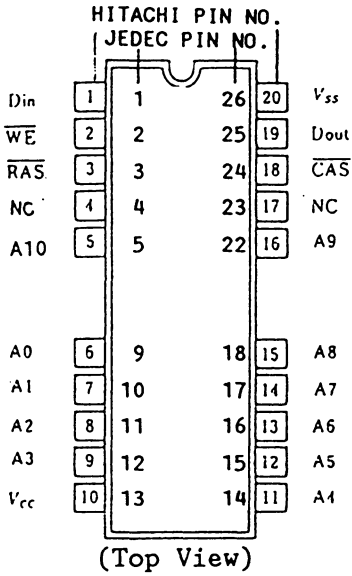 HITACHI PIN NO.
JEDEC PIN NO.
Din 1 1 26 20 Vss
WE 2 2 25 19 Dout
RAS 3 3 24 18 CAS
NC 4 4 23 17 NC
A10 5 5 22 16 A9
A0 6 9 18 15 A8
A1 7 10 17 14 A7
A2 8 11 16 13 A6
A3 9 12 15 12 A5
Vcc 10 13 14 11 A4
(Top View)